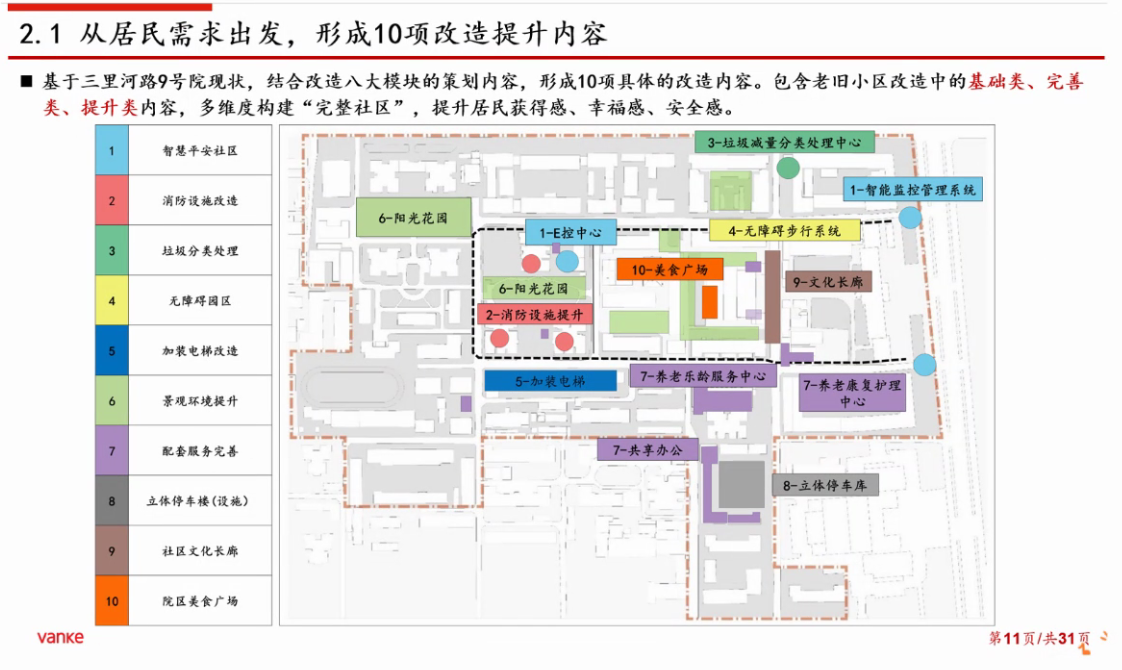 2.1 从居民需求出发，形成10项改造提升内容
■ 基于三里河路9号院现状，结合改造八大模块的策划内容，形成10项具体的改造内容。包含老旧小区改造中的基础类、完善
类、提升类内容，多维度构建“完整社区”，提升居民获得感、幸福感、安全感。
1 智慧平安社区
2 消防设施改造
3 垃圾分类处理
4 无障碍园区
5 加装电梯改造
6 景观环境提升
7 配套服务完善
8 立体停车楼(设施)
9 社区文化长廊
10 院区美食广场
3-垃圾减量分类处理中心
1-智能监控管理系统
6-阳光花园
1-E控中心
4-无障碍步行系统
10-美食广场
9-文化长廊
6-阳光花园
2-消防设施提升
5-加装电梯
7-养老乐龄服务中心
7-养老康复护理
中心
7-共享办公
8-立体停车库
vanke
第11页/共31页